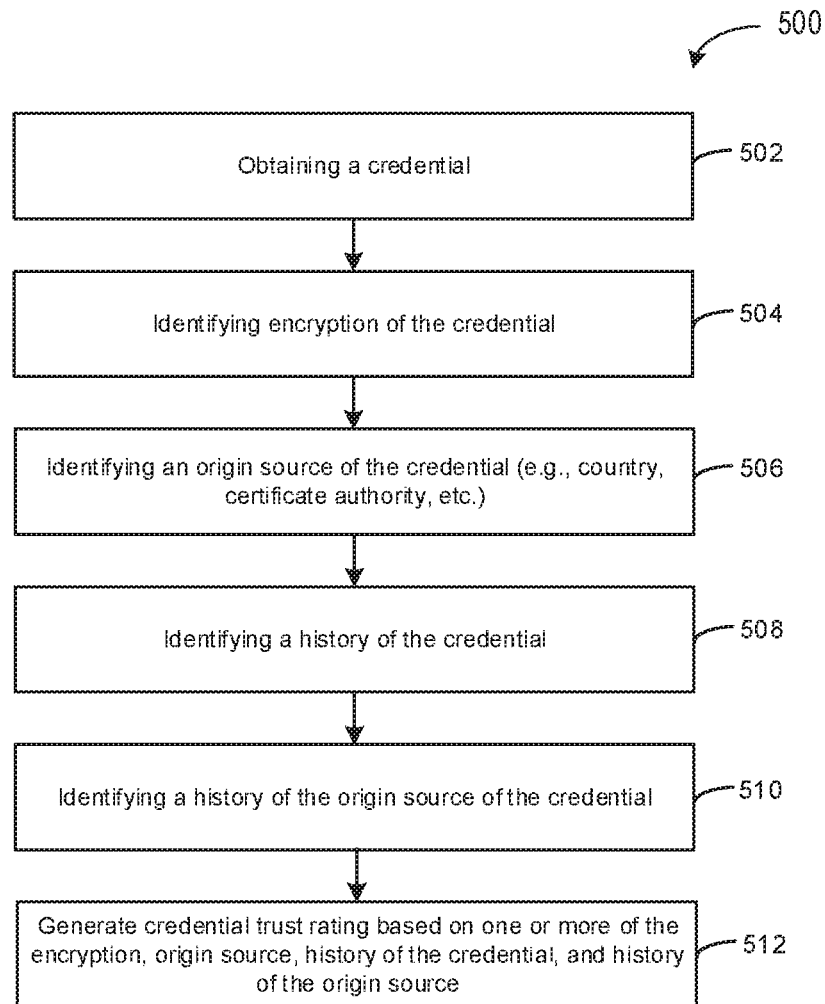 500
Obtaining a credential
502
Identifying encryption of the credential
504
Identifying an origin source of the credential (e.g., country,
certificate authority, etc.)
506
Identifying a history of the credential
508
Identifying a history of the origin source of the credential
510
Generate credential trust rating based on one or more of the
encryption, origin source, history of the credential, and history
of the origin source
512